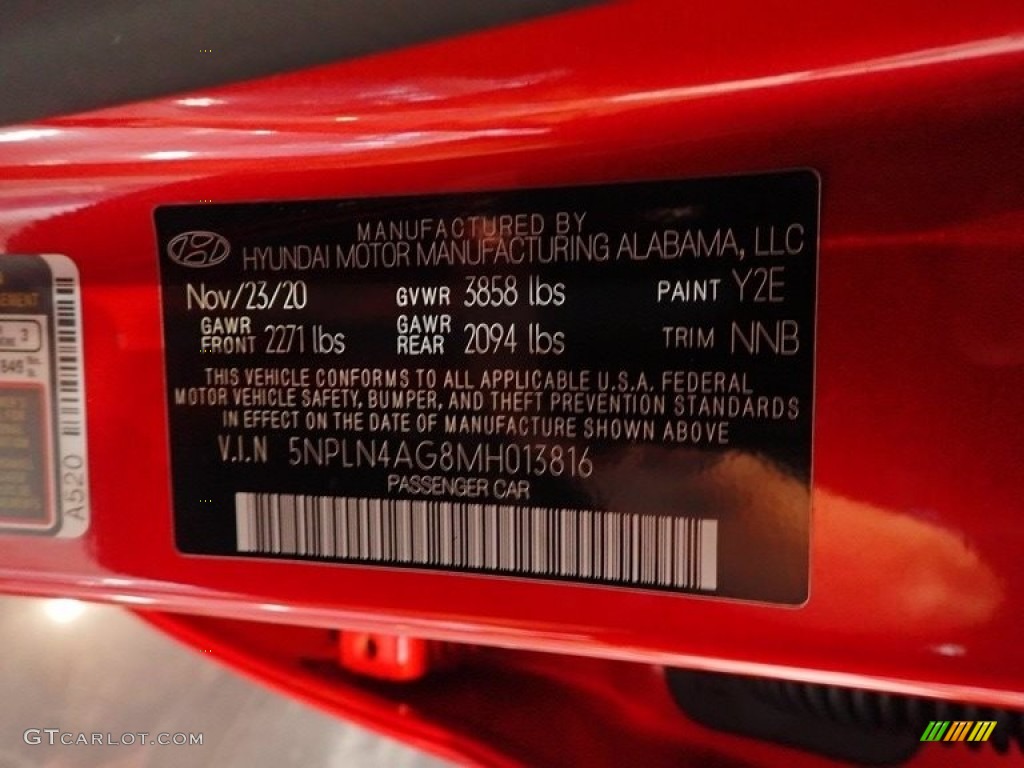 MANUFACTURED BY
HYUNDAI MOTOR MANUFACTURING ALABAMA, LLC
Nov/23/20 GVWR 3858 lbs PAINT Y2E
GAWR FRONT 2271 lbs GAWR REAR 2094 lbs TRIM NNB
THIS VEHICLE CONFORMS TO ALL APPLICABLE U.S.A. FEDERAL
MOTOR VEHICLE SAFETY, BUMPER, AND THEFT PREVENTION STANDARDS
IN EFFECT ON THE DATE OF MANUFACTURE SHOWN ABOVE
V.I.N 5NPLN4AG8MH013816
PASSENGER CAR
A520
3
GTCARLOT.COM